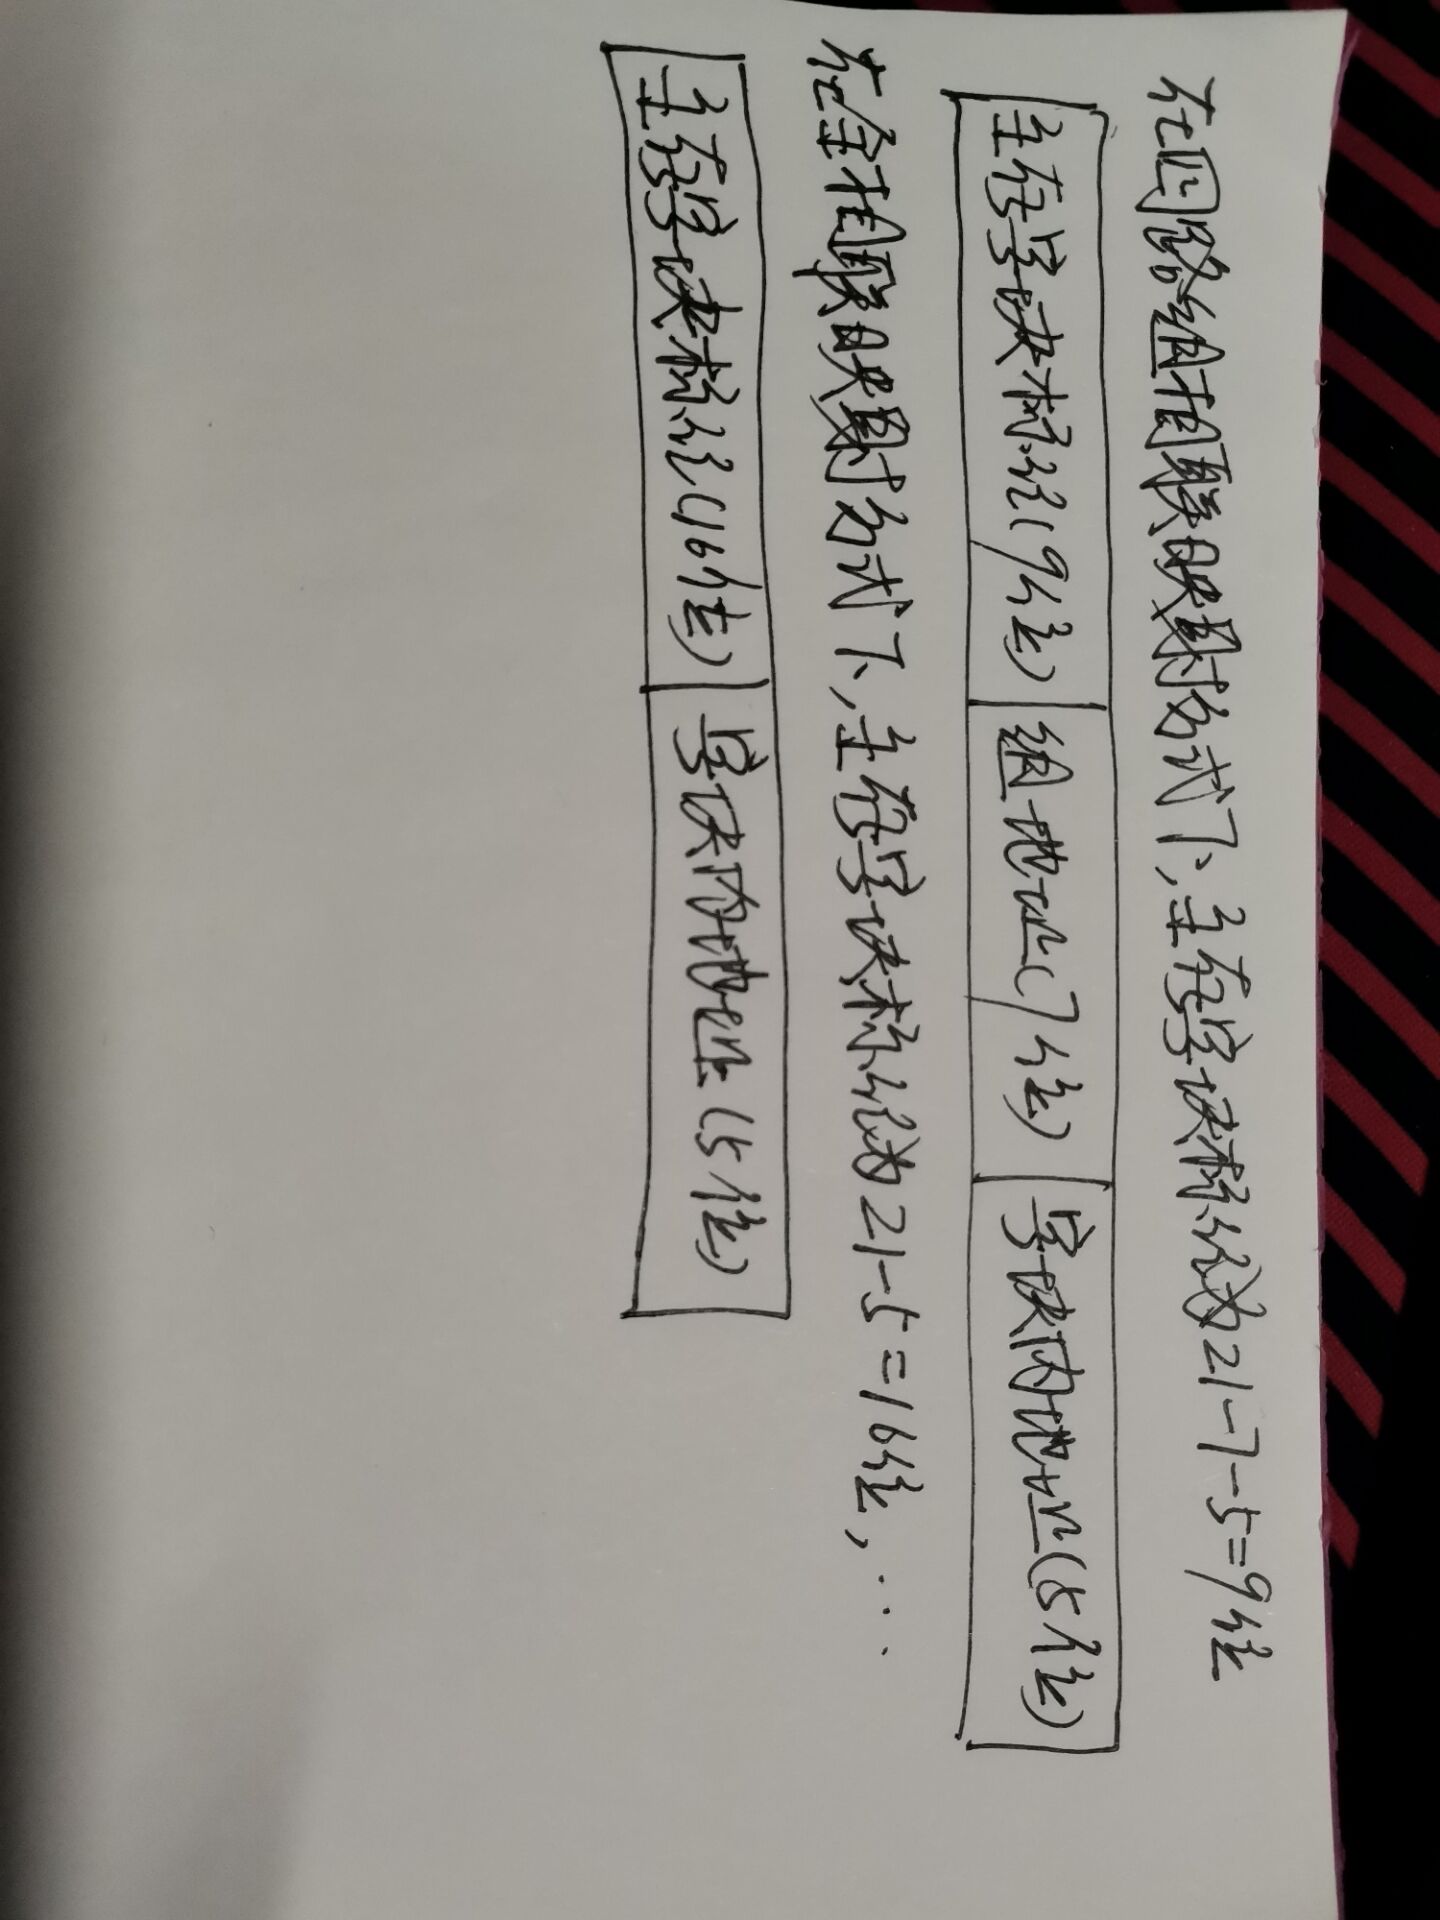 在四路组相联映射方式下,主存字块标记为21-7-5=9位
主存字块标记(9位) 组地址(7位) 字块内地址(5位)
在全相联映射方式下,主存字块标记为21-5=16位,...
主存字块标记(16位) 字块内地址(5位)